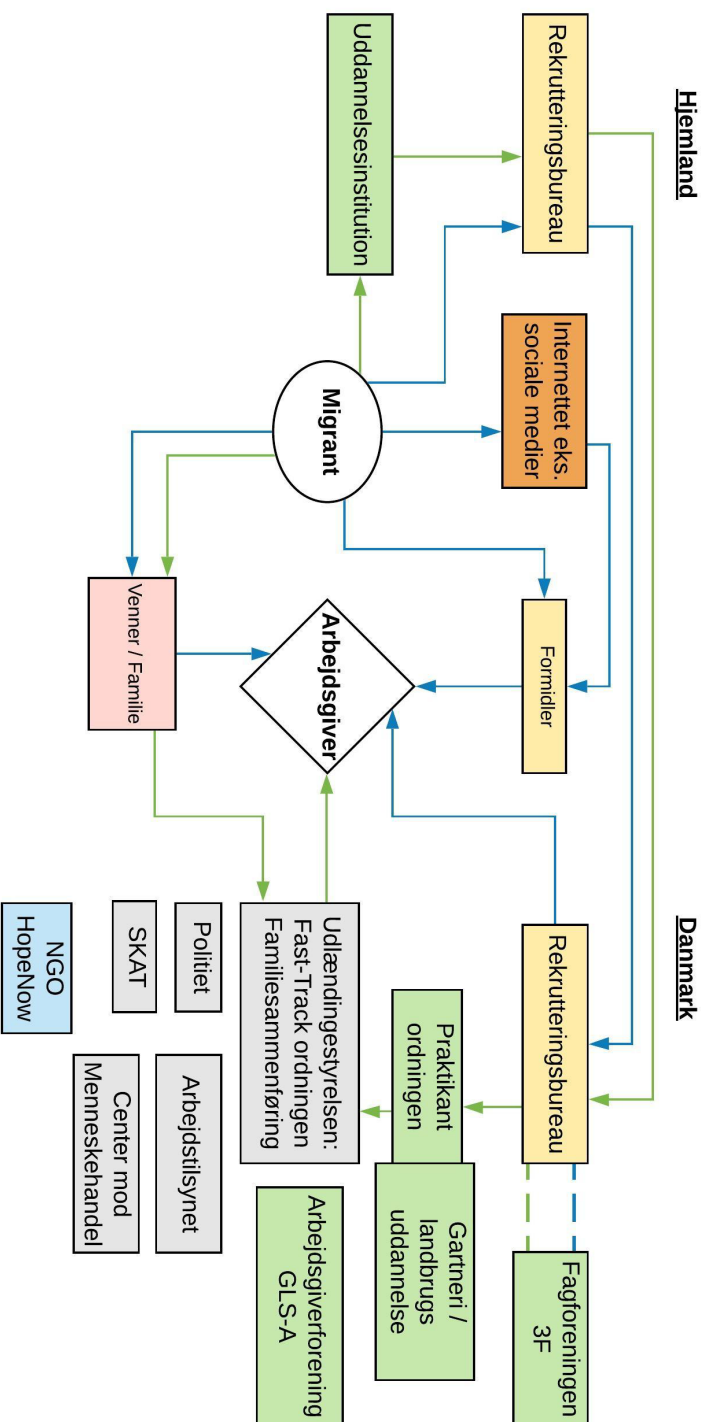 Hjemland
Danmark
Rekrutteringsbureau
Internettet eks.
sociale medier
Formidler
Rekrutteringsbureau
Fagforeningen
3F
Uddannelsesinstitution
Migrant
Arbejdsgiver
Praktikant
ordningen
Gartneri /
landbrugs
uddannelse
Udlændingestyrelsen:
Fast-Track ordningen
Familiesammenføring
Arbejdsgiverforening
GLS-A
Venner / Familie
Politiet
Arbejdstilsynet
SKAT
Center mod
Menneskehandel
NGO
HopeNow